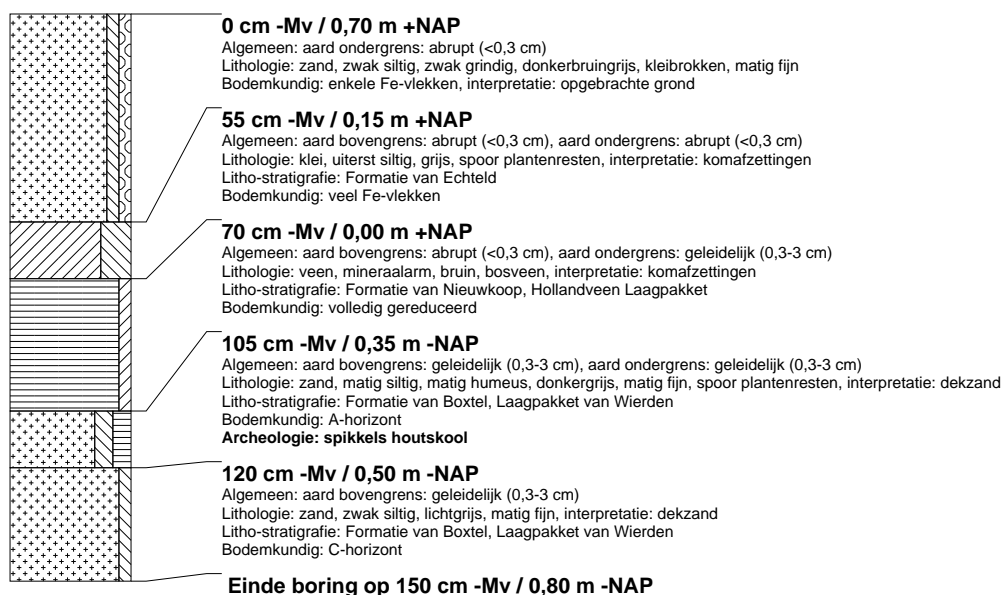 0 cm -Mv / 0,70 m +NAP
Algemeen: aard ondergrens: abrupt (<0,3 cm)
Lithologie: zand, zwak siltig, zwak grindig, donkerbruingrijs, kleibrokken, matig fijn
Bodemkundig: enkele Fe-vlekken, interpretatie: opgebrachte grond
55 cm -Mv / 0,15 m +NAP
Algemeen: aard bovengrens: abrupt (<0,3 cm), aard ondergrens: abrupt (<0,3 cm)
Lithologie: klei, uiterst siltig, grijs, spoor plantenresten, interpretatie: komafzettingen
Litho-stratigrafie: Formatie van Echteld
Bodemkundig: veel Fe-vlekken
70 cm -Mv / 0,00 m +NAP
Algemeen: aard bovengrens: abrupt (<0,3 cm), aard ondergrens: geleidelijk (0,3-3 cm)
Lithologie: veen, mineraalarm, bruin, bosveen, interpretatie: komafzettingen
Litho-stratigrafie: Formatie van Nieuwkoop, Hollandveen Laagpakket
Bodemkundig: volledig gereduceerd
105 cm -Mv / 0,35 m -NAP
Algemeen: aard bovengrens: geleidelijk (0,3-3 cm), aard ondergrens: geleidelijk (0,3-3 cm)
Lithologie: zand, matig siltig, matig humeus, donkergrijs, matig fijn, spoor plantenresten, interpretatie: dekzand
Litho-stratigrafie: Formatie van Boxtel, Laagpakket van Wierden
Bodemkundig: A-horizont
Archeologie: spikkels houtskool
120 cm -Mv / 0,50 m -NAP
Algemeen: aard bovengrens: geleidelijk (0,3-3 cm)
Lithologie: zand, zwak siltig, lichtgrijs, matig fijn, interpretatie: dekzand
Litho-stratigrafie: Formatie van Boxtel, Laagpakket van Wierden
Bodemkundig: C-horizont
Einde boring op 150 cm -Mv / 0,80 m -NAP